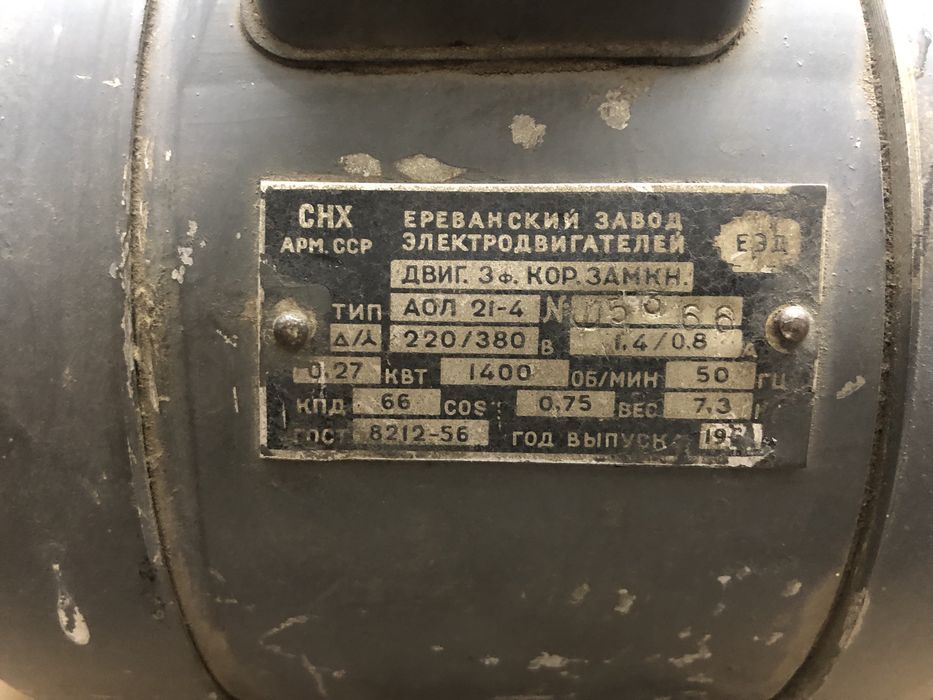 СНХ ЕРЕВАНСКИЙ ЗАВОД
АРМ. ССР ЭЛЕКТРОДВИГАТЕЛЕЙ ЕЭД
ДВИГ. 3ф. КОР. ЗАМКН.
ТИП АОЛ 21-4 №
Δ/⅄ 220/380 В 1.4/0.8 А
0,27 КВТ 1400 ОБ/МИН 50 ГЦ
КПД 66 COS 0,75 ВЕС 7,3
ГОСТ 8212-56 ГОД ВЫПУСК